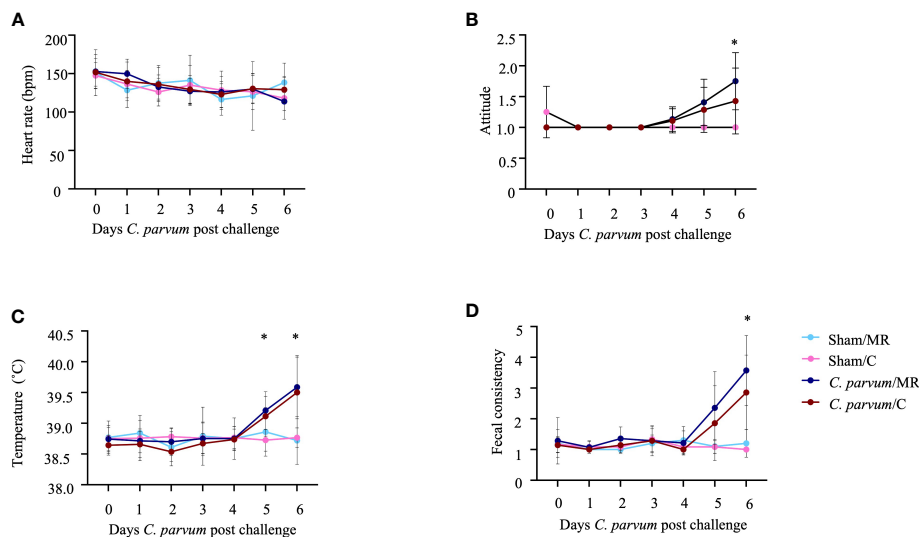 A
Heart rate (bpm)
200
150
100
50
0
0 1 2 3 4 5 6
Days C. parvum post challenge
B
Attitude
2.5
2.0
1.5
1.0
0.5
0
*
0 1 2 3 4 5 6
Days C. parvum post challenge
C
Temperature (°C)
40.5
40.0
39.5
39.0
38.5
38.0
* *
0 1 2 3 4 5 6
Days C. parvum post challenge
D
Fecal consistency
5
4
3
2
1
0
*
0 1 2 3 4 5 6
Days C. parvum post challenge
Sham/MR
Sham/C
C. parvum/MR
C. parvum/C